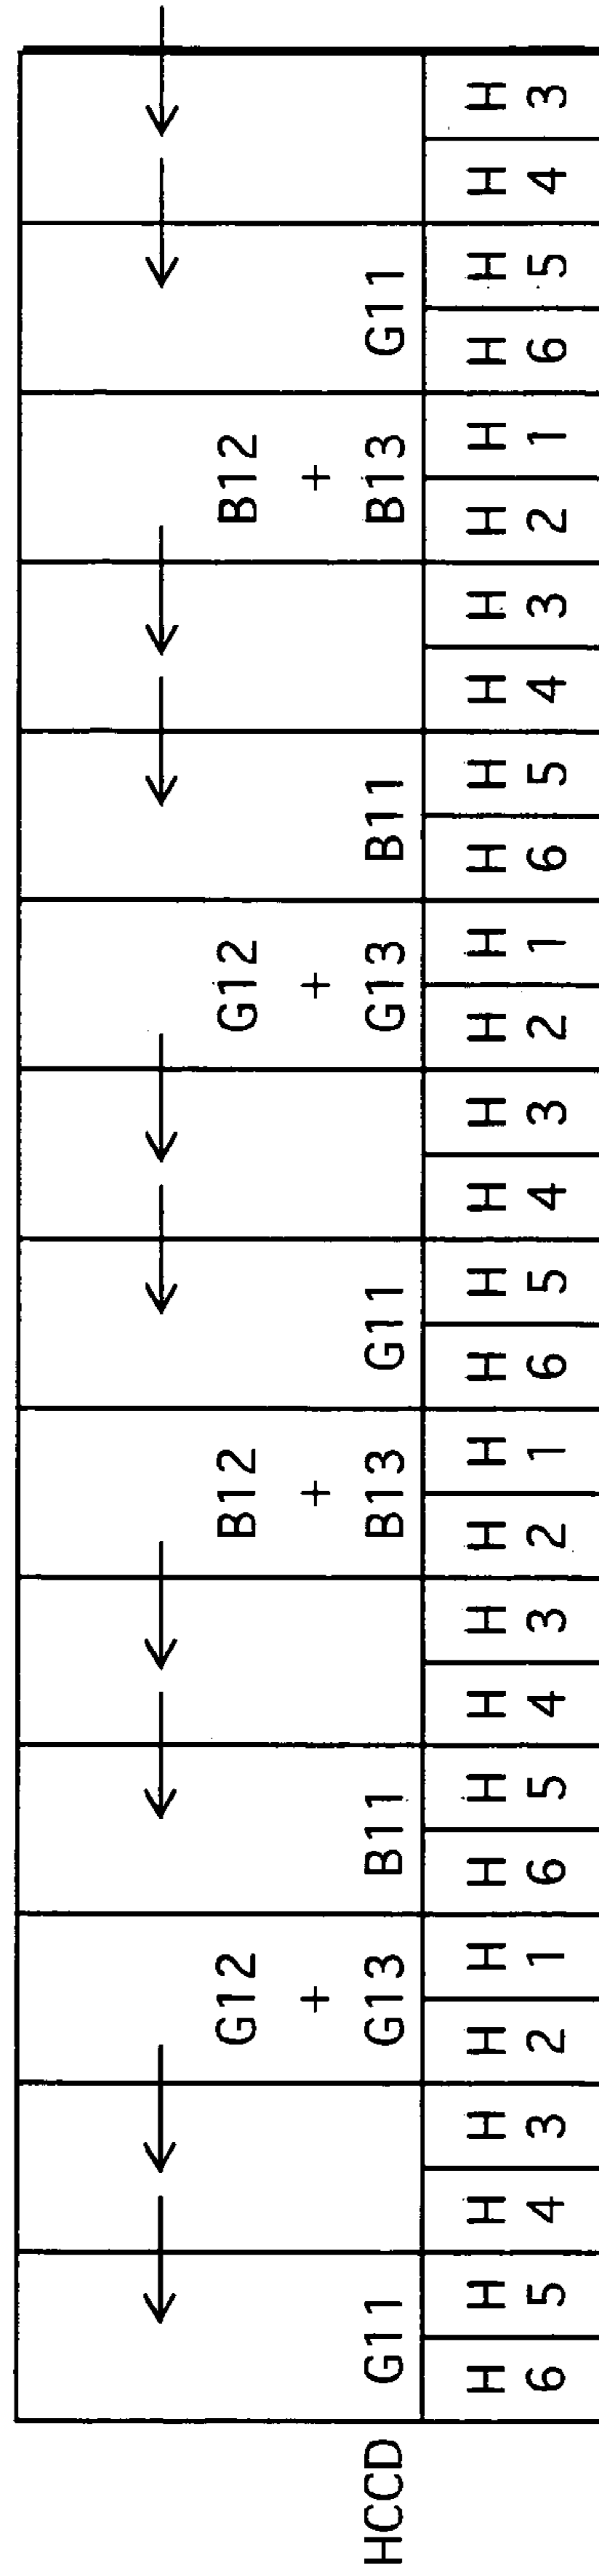 G12 B12 G12 B12
+ + + +
HCCD G11 G13 B11 B13 G11 G13 B11 B13 G11
H H H H H H H H H H H H H H H H H H H H H H H H H H H H
6 5 4 3 2 1 6 5 4 3 2 1 6 5 4 3 2 1 6 5 4 3 2 1 6 5 4 3